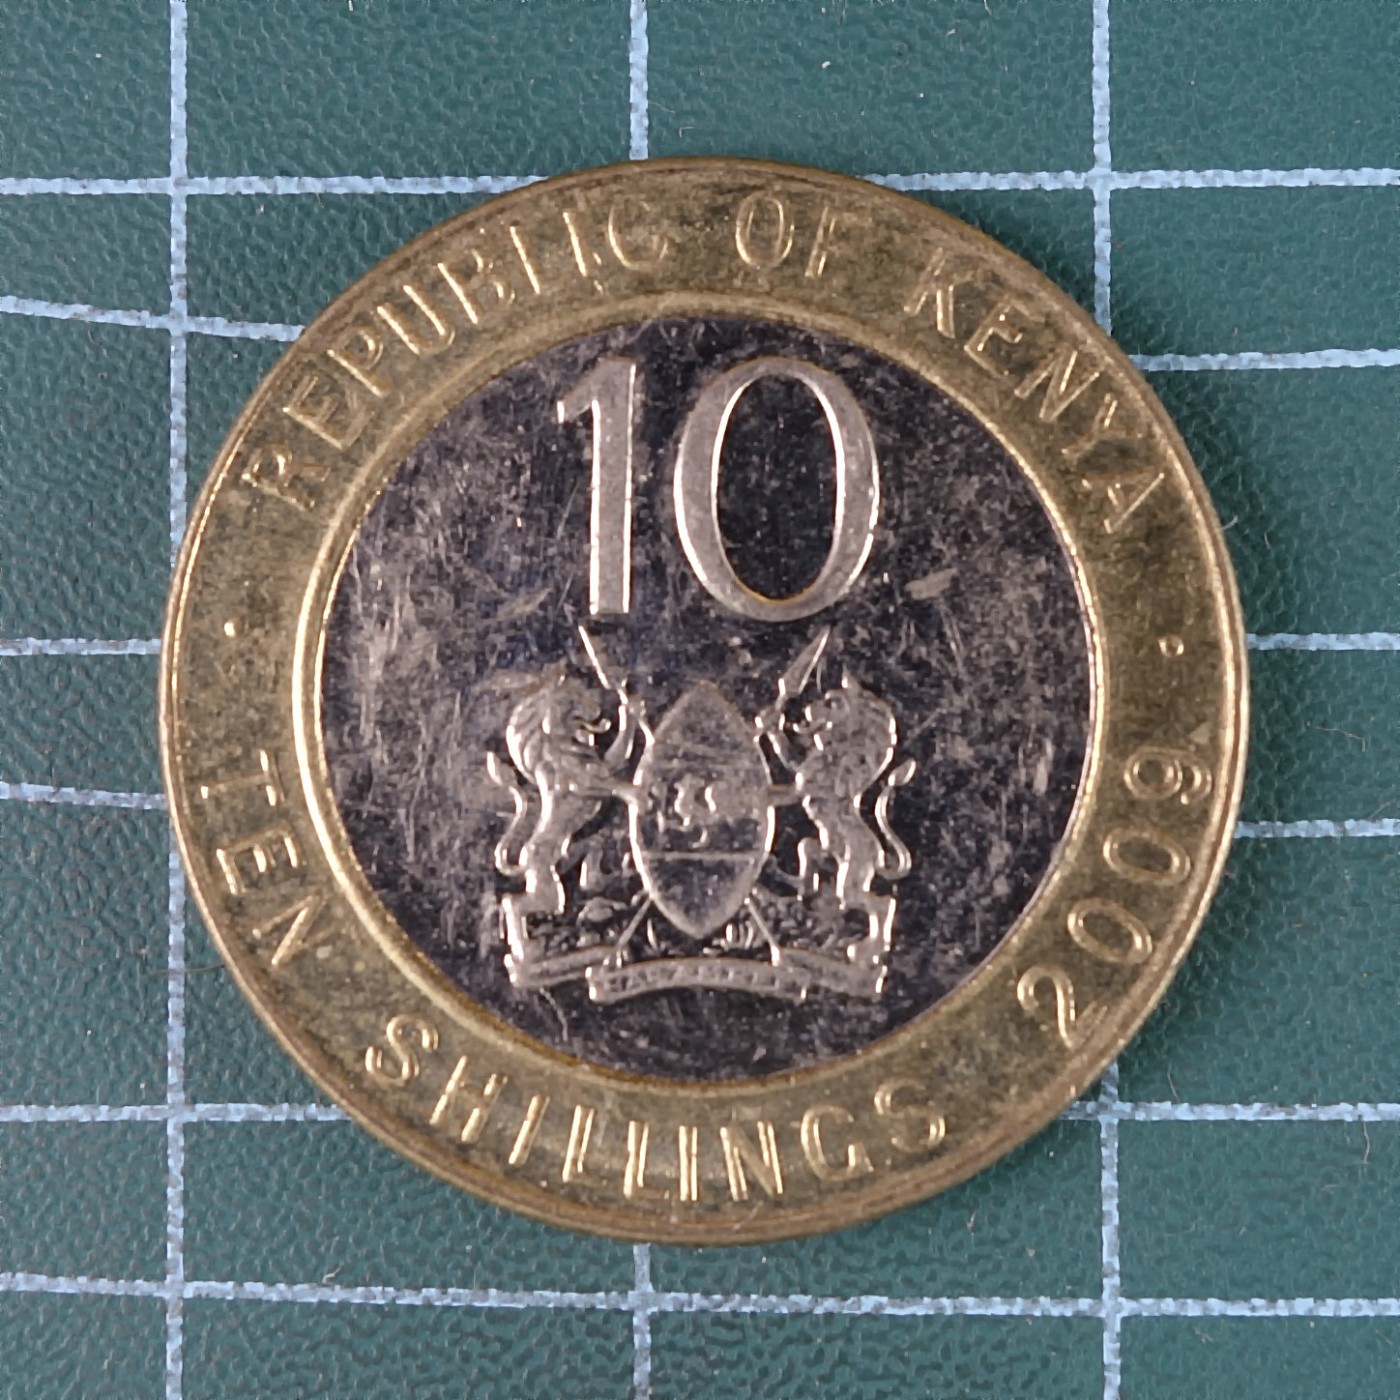 REPUBLIC OF KENYA
10
TEN SHILLINGS 2009